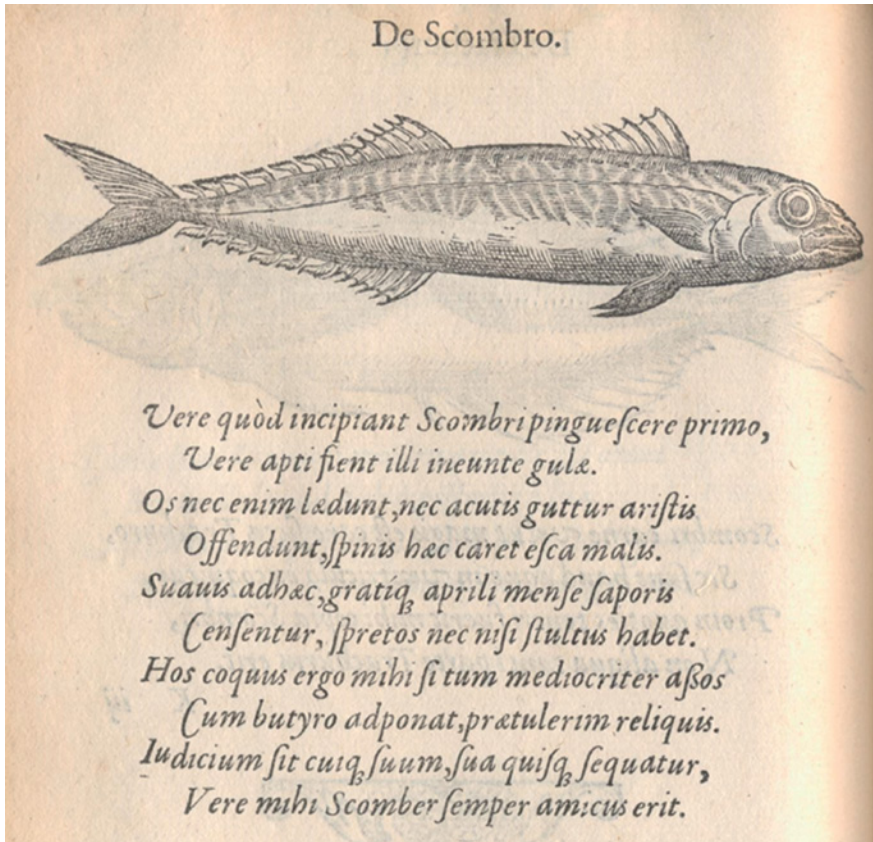 De Scombro.
Vere quòd incipiant Scombri pinguescere primo,
Vere apti fient illi ineunte gulæ.
Os nec enim lædunt, nec acutis guttur aristis
Offendunt, spinis hæc caret esca malis.
Suauis adhæc, gratíq; aprili mense saporis
Censentur, spretos nec nisi stultus habet.
Hos coquus ergo mihi si tum mediocriter aßos
Cum butyro adponat, prætulerim reliquis.
Iudicium sit cuiq; suum, sua quisq; sequatur,
Vere mihi Scomber semper amicus erit.